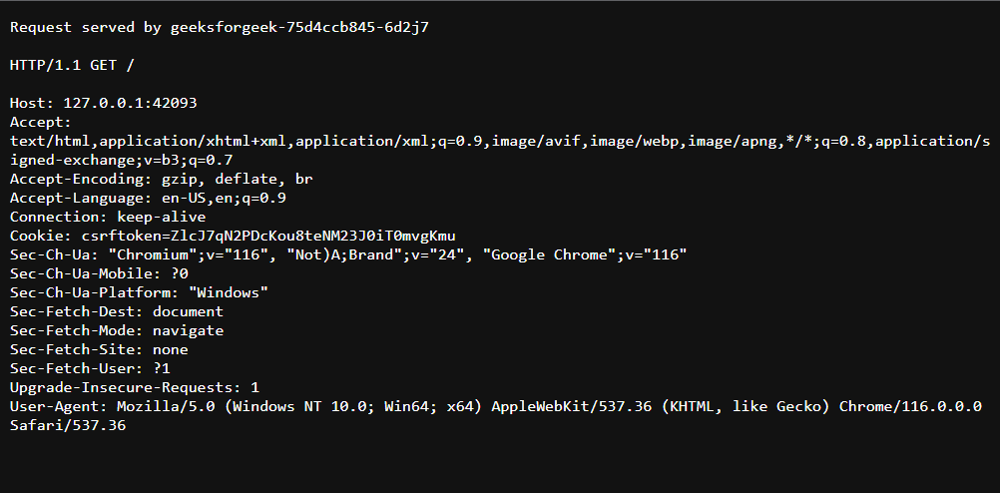 Request served by geeksforgeek-75d4ccb845-6d2j7
HTTP/1.1 GET /
Host: 127.0.0.1:42093
Accept:
text/html,application/xhtml+xml,application/xml;q=0.9,image/avif,image/webp,image/apng,*/*;q=0.8,application/s
igned-exchange;v=b3;q=0.7
Accept-Encoding: gzip, deflate, br
Accept-Language: en-US,en;q=0.9
Connection: keep-alive
Cookie: csrftoken=ZlcJ7qN2PDcKou8teNM23J0iT0mvgKmu
Sec-Ch-Ua: "Chromium";v="116", "Not)A;Brand";v="24", "Google Chrome";v="116"
Sec-Ch-Ua-Mobile: ?0
Sec-Ch-Ua-Platform: "Windows"
Sec-Fetch-Dest: document
Sec-Fetch-Mode: navigate
Sec-Fetch-Site: none
Sec-Fetch-User: ?1
Upgrade-Insecure-Requests: 1
User-Agent: Mozilla/5.0 (Windows NT 10.0; Win64; x64) AppleWebKit/537.36 (KHTML, like Gecko) Chrome/116.0.0.0
Safari/537.36